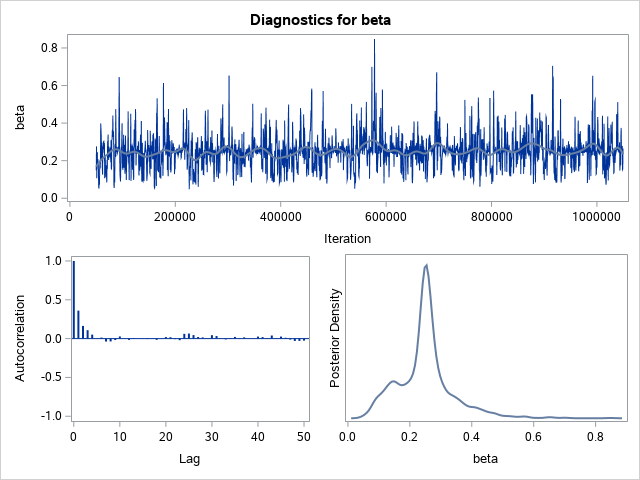 Diagnostics for beta
beta
0.8
0.6
0.4
0.2
0.0
0 200000 400000 600000 800000 1000000
Iteration
Autocorrelation
1.0
0.5
0.0
-0.5
-1.0
0 10 20 30 40 50
Lag
Posterior Density
0.0 0.2 0.4 0.6 0.8
beta